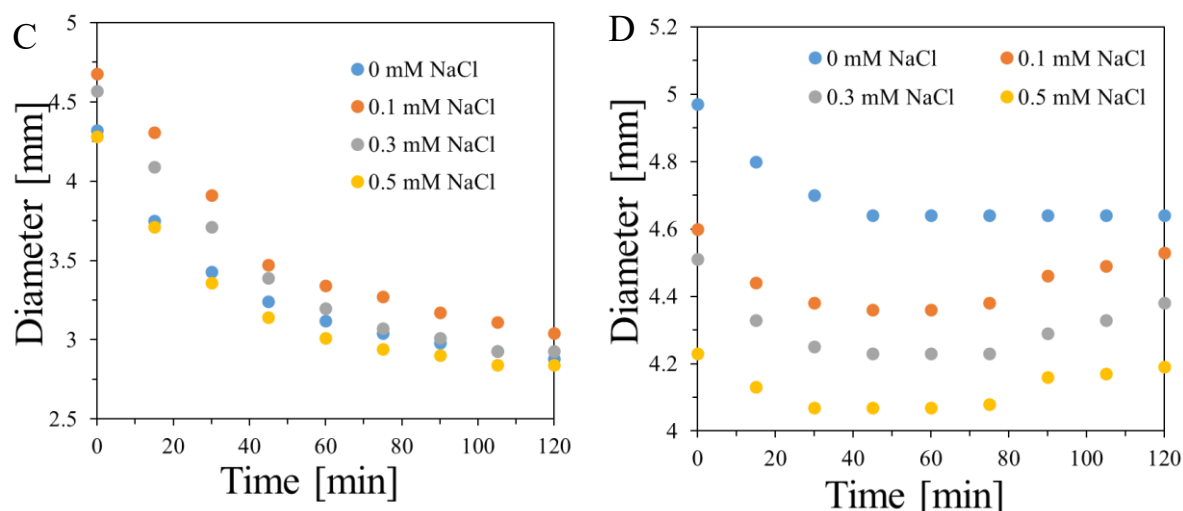 C
5
4.5
4
3.5
3
2.5
0
20
40
60
80
100
120
Diameter [mm]
Time [min]
0 mM NaCl
0.1 mM NaCl
0.3 mM NaCl
0.5 mM NaCl
D
5.2
5
4.8
4.6
4.4
4.2
4
0
20
40
60
80
100
120
Diameter [mm]
Time [min]
0 mM NaCl
0.1 mM NaCl
0.3 mM NaCl
0.5 mM NaCl